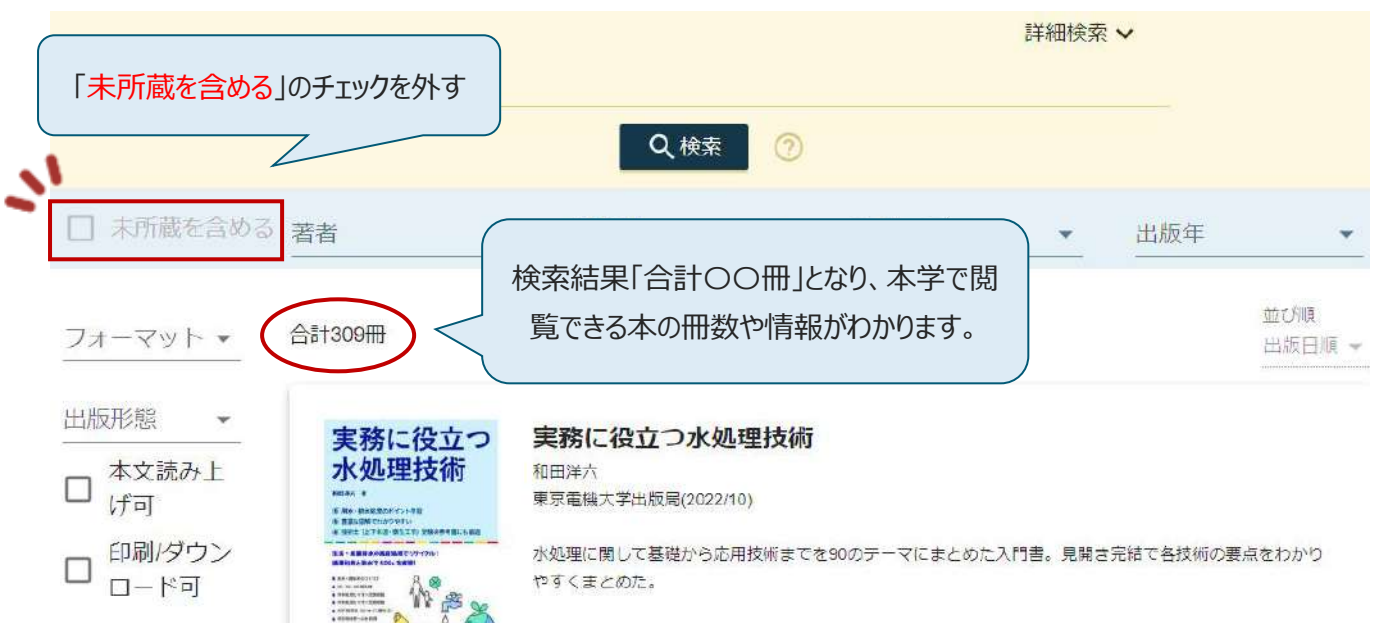 詳細検索
「未所蔵を含める」のチェックを外す
検索
未所蔵を含める
著者
出版年
検索結果「合計〇〇冊」となり、本学で閲
覧できる本の冊数や情報がわかります。
フォーマット
合計309冊
並び順
出版日順
出版形態
本文読み上
げ可
印刷/ダウン
ロード可
実務に役立つ
水処理技術
実務に役立つ水処理技術
和田洋六
東京電機大学出版局(2022/10)
水処理に関して基礎から応用技術までを90のテーマにまとめた入門書。見開き完結で各技術の要点をわかり
やすくまとめた。